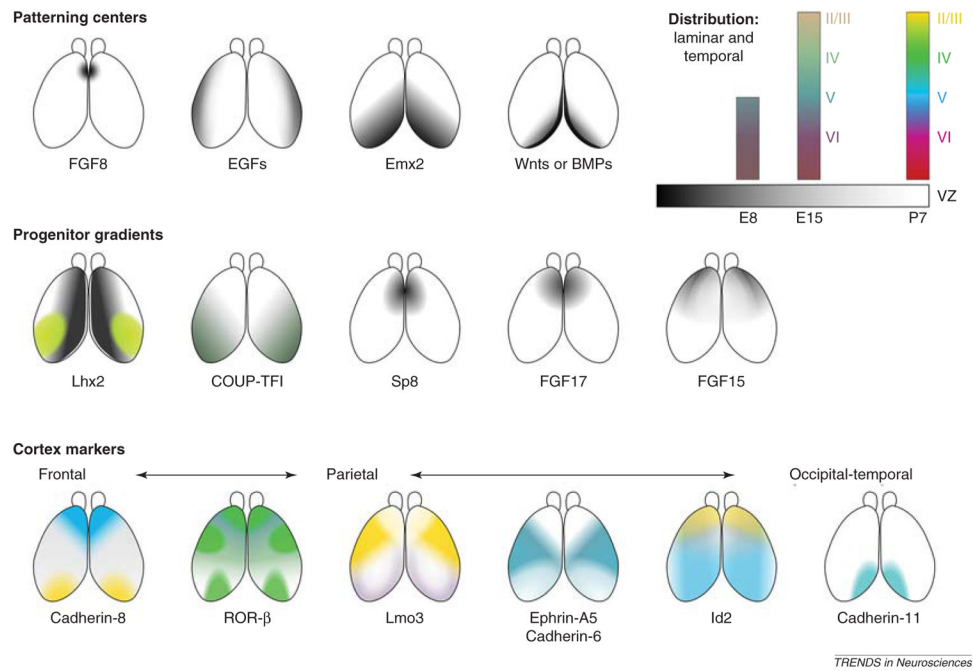 Patterning centers
Distribution:
laminar and
temporal
II/III
II/III
IV
IV
V
V
VI
VI
FGF8
EGFs
Emx2
Wnts or BMPs
VZ
E8
E15
P7
Progenitor gradients
Lhx2
COUP-TFI
Sp8
FGF17
FGF15
Cortex markers
Frontal
Parietal
Occipital-temporal
Cadherin-8
ROR-β
Lmo3
Ephrin-A5
Cadherin-6
Id2
Cadherin-11
TRENDS in Neurosciences